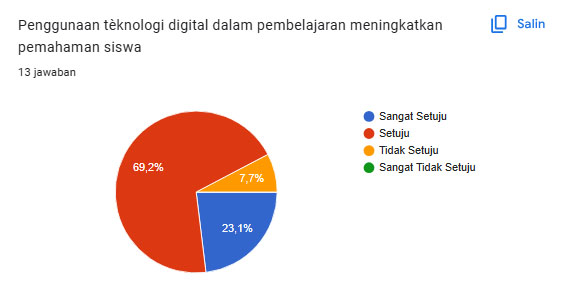 Penggunaan tèknologi digital dalam pembelajaran meningkatkan
pemahaman siswa
Salin
13 jawaban
69,2%
7,7%
23,1%
Sangat Setuju
Setuju
Tidak Setuju
Sangat Tidak Setuju